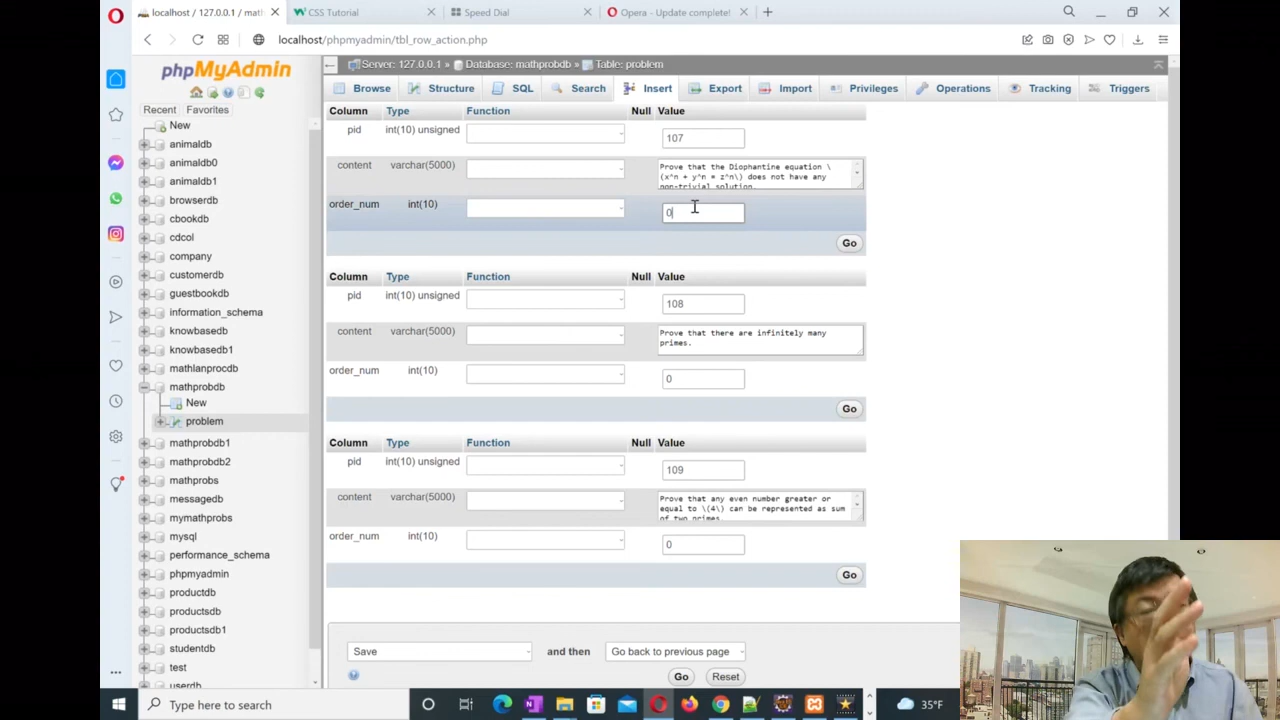 localhost / 127.0.0.1 / math
CSS Tutorial
Speed Dial
Opera - Update complete!
localhost/phpmyadmin/tbl_row_action.php
phpMyAdmin
Recent Favorites
New
animaldb
animaldb0
animaldb1
browserdb
cbookdb
cdcol
company
customerdb
guestbookdb
information_schema
knowbasedb
knowbasedb1
mathlanprocdb
mathprobdb
New
problem
mathprobdb1
mathprobdb2
mathprobs
messagedb
mymathprobs
mysql
performance_schema
phpmyadmin
productdb
productsdb
productsdb1
studentdb
test
userdb
Server: 127.0.0.1 » Database: mathprobdb » Table: problem
Browse Structure SQL Search Insert Export Import Privileges Operations Tracking Triggers
Column Type Function Null Value
pid int(10) unsigned 107
content varchar(5000) Prove that the Diophantine equation \
(x^n + y^n = z^n\) does not have any
non-trivial solution.
order_num int(10) 0
Go
Column Type Function Null Value
pid int(10) unsigned 108
content varchar(5000) Prove that there are infinitely many
primes.
order_num int(10) 0
Go
Column Type Function Null Value
pid int(10) unsigned 109
content varchar(5000) Prove that any even number greater or
equal to \(4\) can be represented as sum
of two primes
order_num int(10) 0
Go
Save and then Go back to previous page
Go Reset
Type here to search
35°F